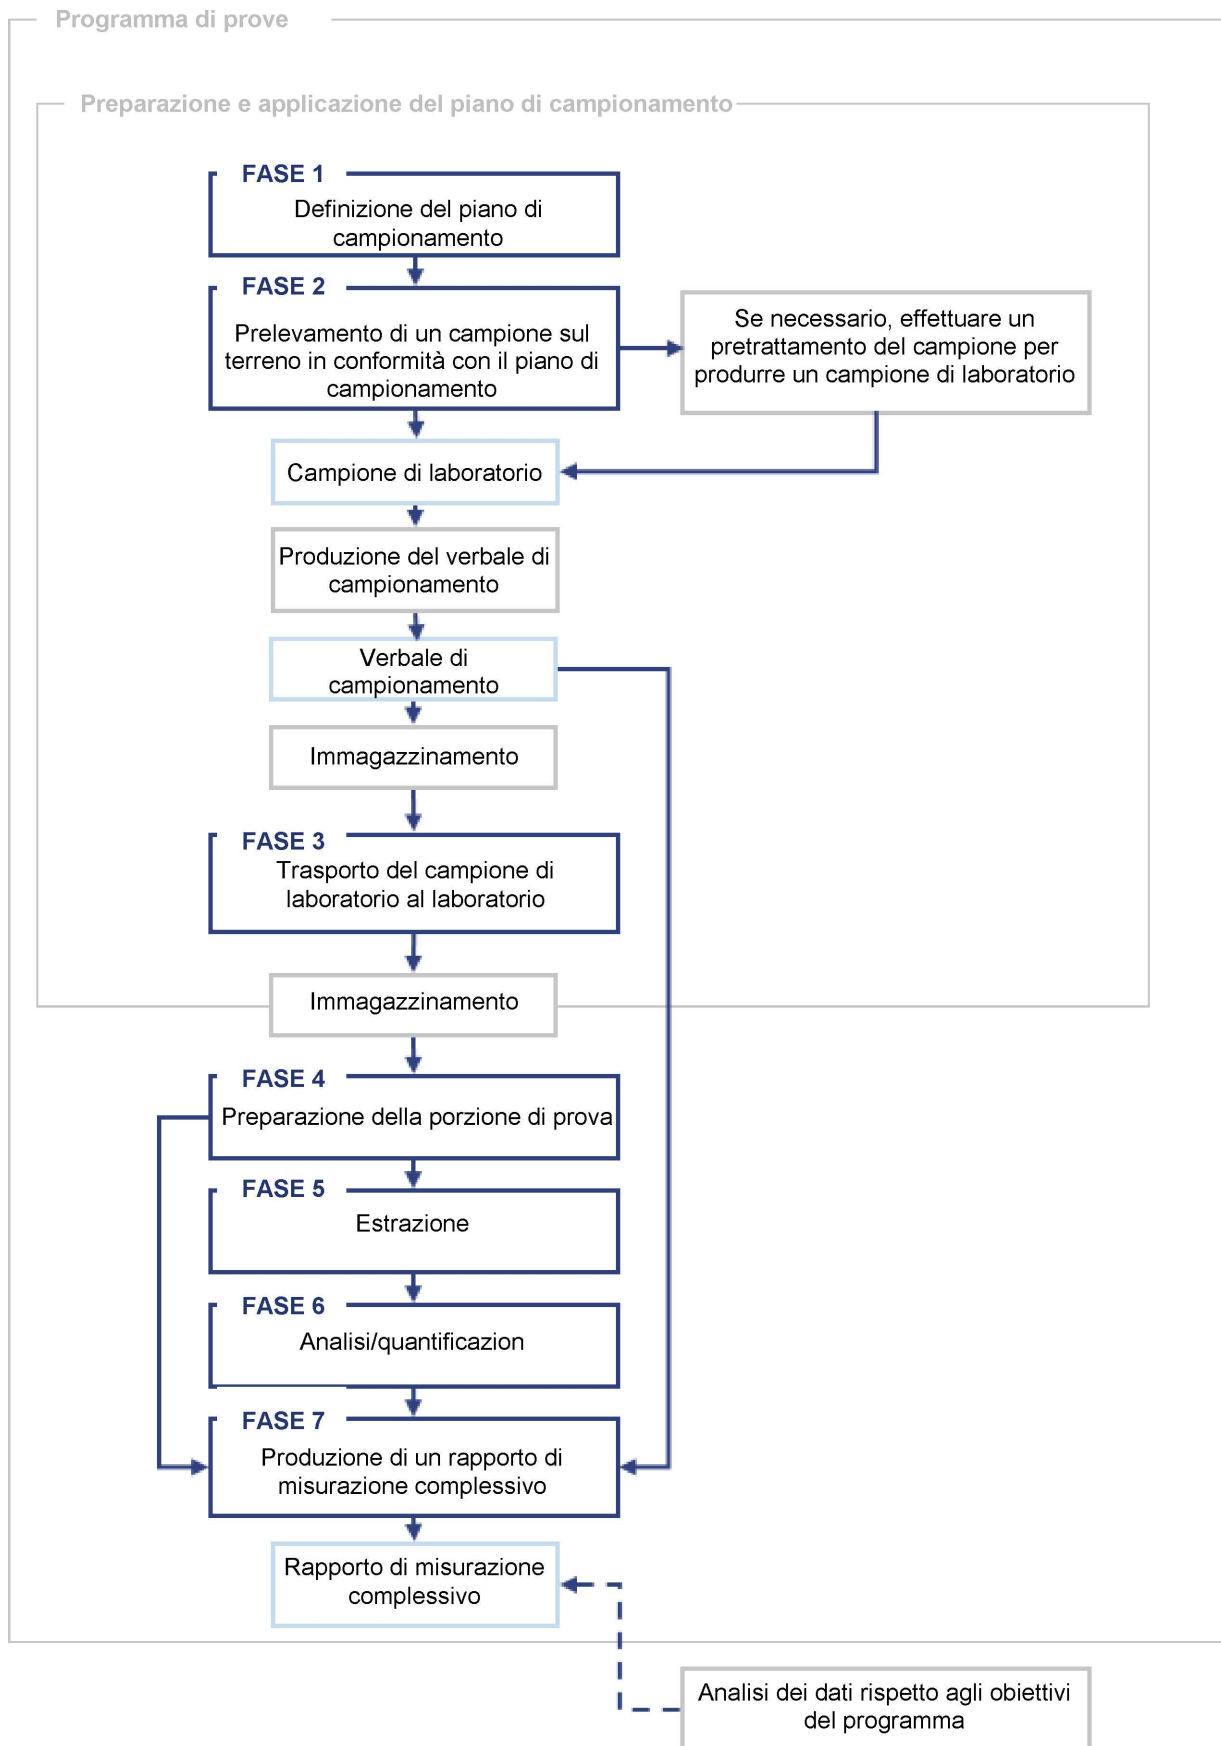 Programma di prove
Preparazione e applicazione del piano di campionamento
FASE 1
Definizione del piano di
campionamento
FASE 2
Prelevamento di un campione sul
terreno in conformità con il piano di
campionamento
Se necessario, effettuare un
pretrattamento del campione per
produrre un campione di laboratorio
Campione di laboratorio
Produzione del verbale di
campionamento
Verbale di
campionamento
Immagazzinamento
FASE 3
Trasporto del campione di
laboratorio al laboratorio
Immagazzinamento
FASE 4
Preparazione della porzione di prova
FASE 5
Estrazione
FASE 6
Analisi/quantificazion
FASE 7
Produzione di un rapporto di
misurazione complessivo
Rapporto di misurazione
complessivo
Analisi dei dati rispetto agli obiettivi
del programma